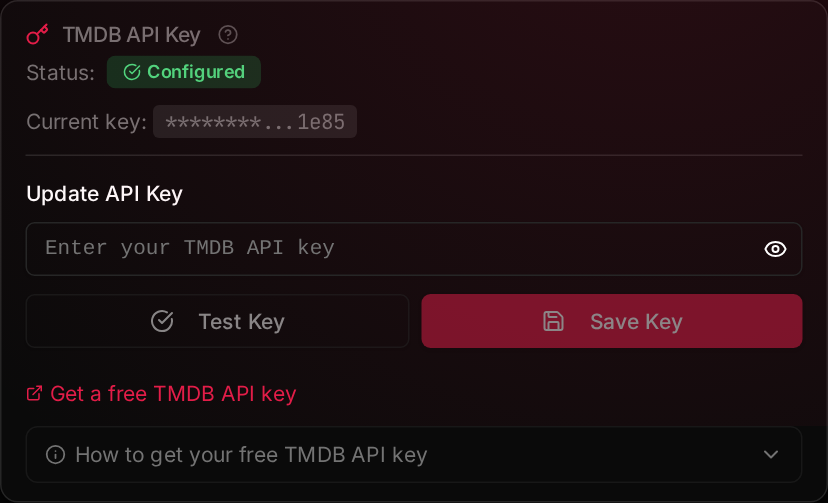 TMDB API Key
Status: Configured
Current key: ********...1e85
Update API Key
Enter your TMDB API key
Test Key Save Key
Get a free TMDB API key
How to get your free TMDB API key